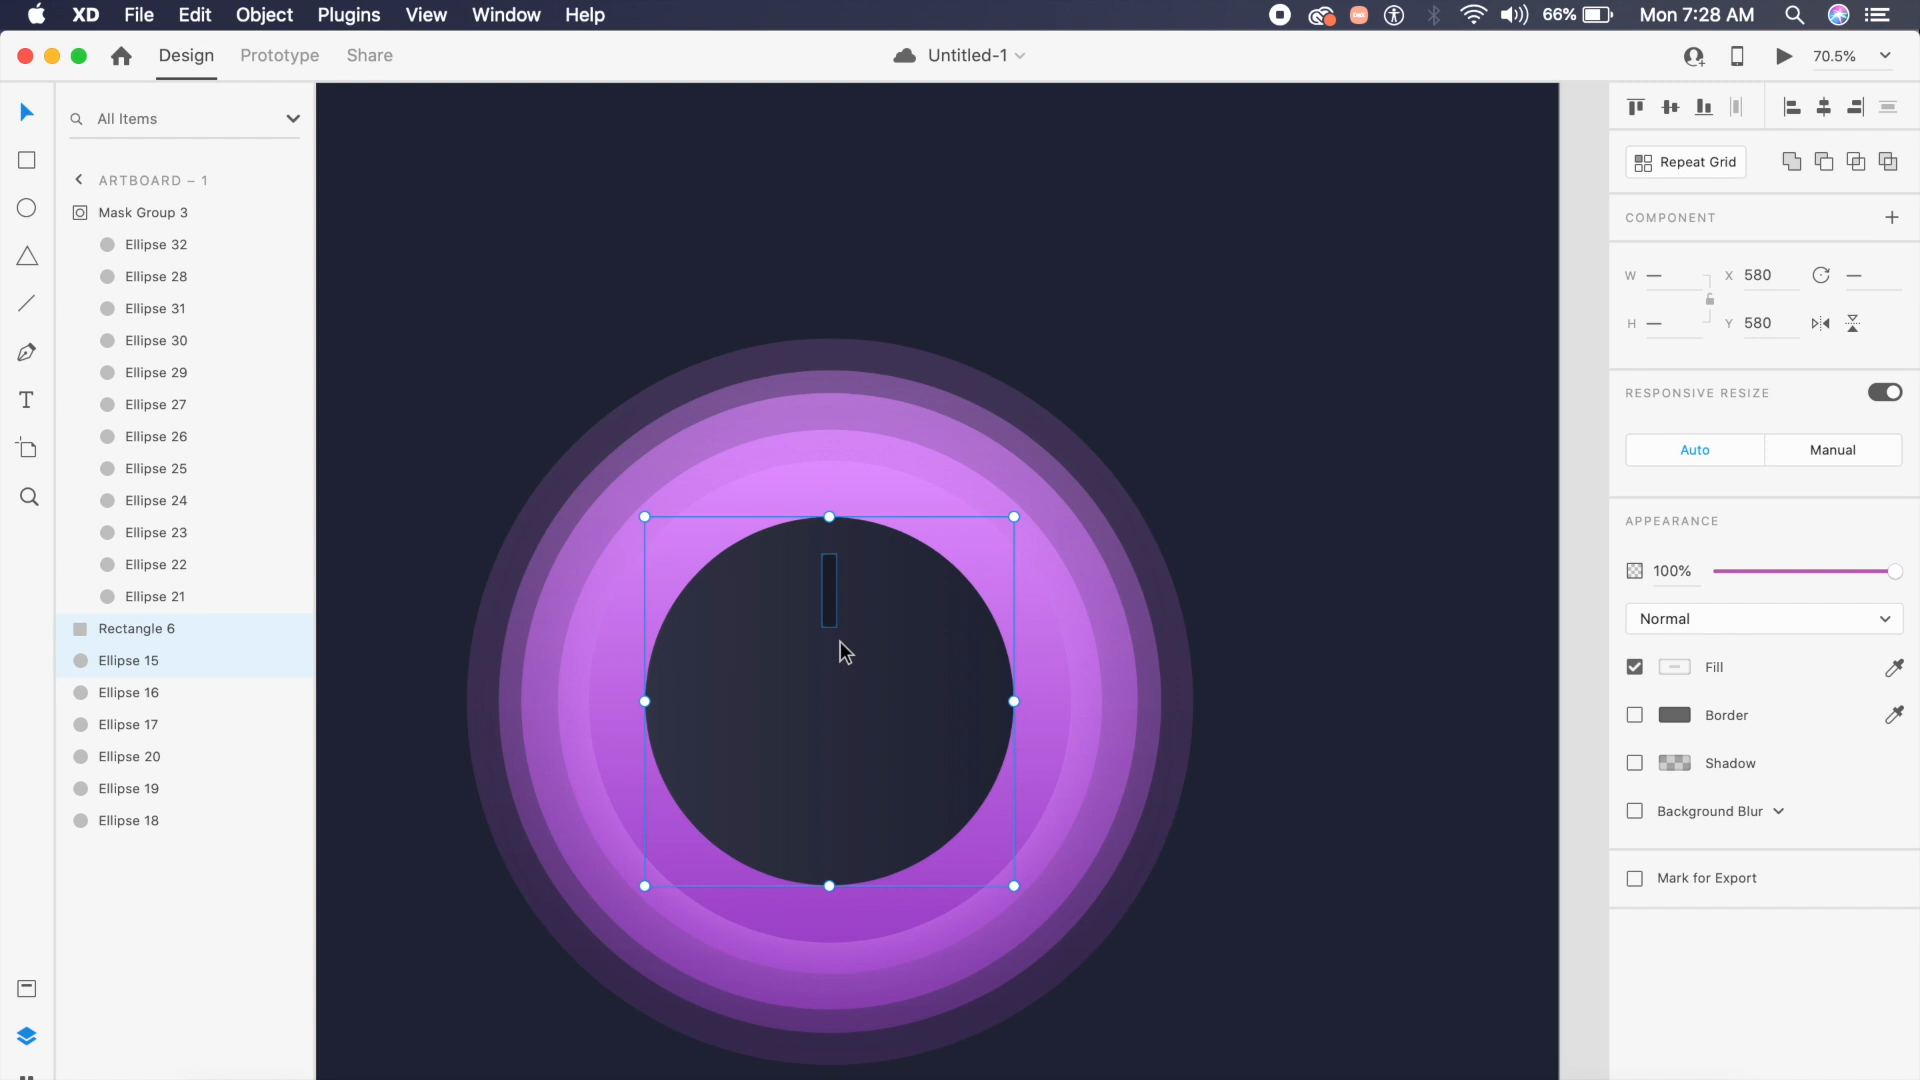 XD File Edit Object Plugins View Window Help 66% Mon 7:28 AM
Design Prototype Share Untitled-1 70.5%
All Items
ARTBOARD – 1
Mask Group 3
Ellipse 32
Ellipse 28
Ellipse 31
Ellipse 30
Ellipse 29
Ellipse 27
Ellipse 26
Ellipse 25
Ellipse 24
Ellipse 23
Ellipse 22
Ellipse 21
Rectangle 6
Ellipse 15
Ellipse 16
Ellipse 17
Ellipse 20
Ellipse 19
Ellipse 18
T
Repeat Grid
COMPONENT
W — X 580 —
H — Y 580
RESPONSIVE RESIZE
Auto Manual
APPEARANCE
100%
Normal
Fill
Border
Shadow
Background Blur
Mark for Export